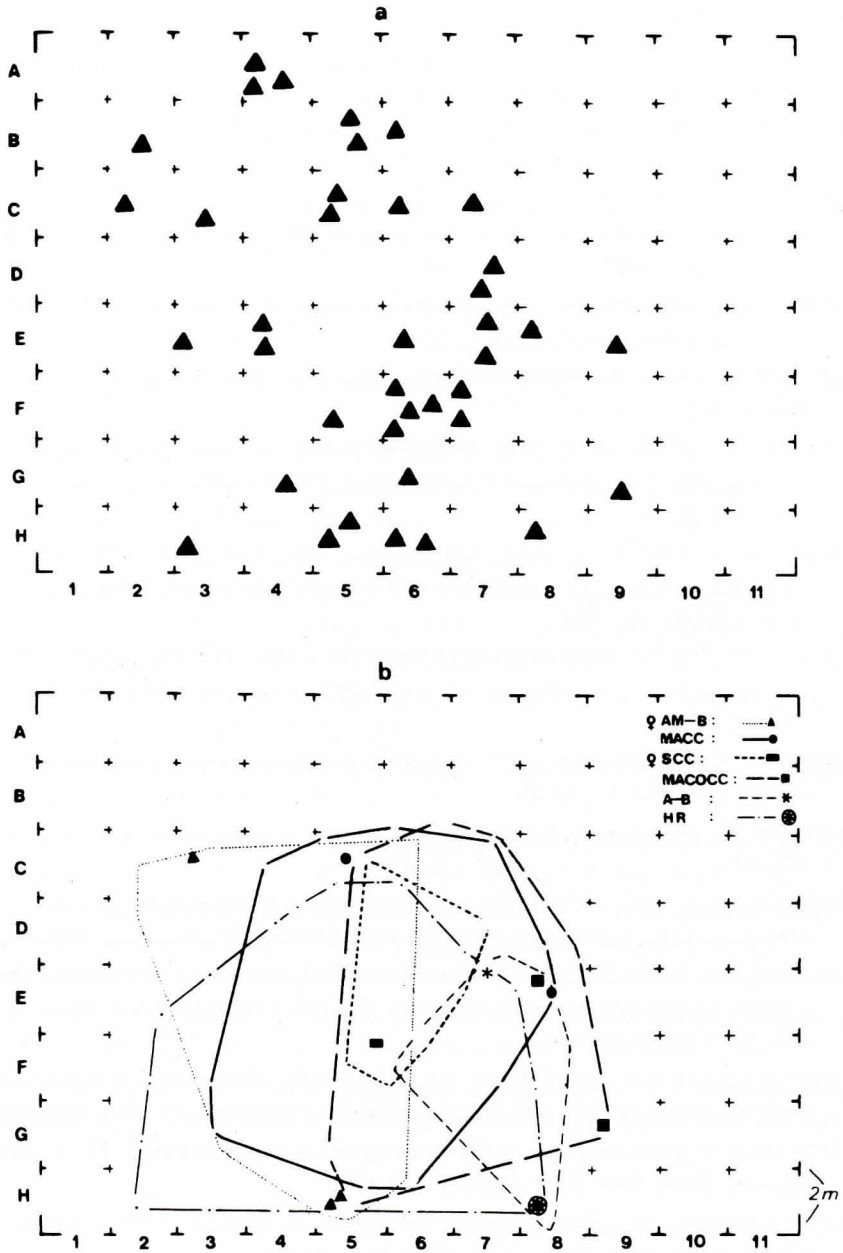 a
A
B
C
D
E
F
G
H
1 2 3 4 5 6 7 8 9 10 11
b
A
B
C
D
E
F
G
H
♀ AM–B :
MACC :
♀ SCC :
MACOCC :
A–B :
HR :
2m
1 2 3 4 5 6 7 8 9 10 11